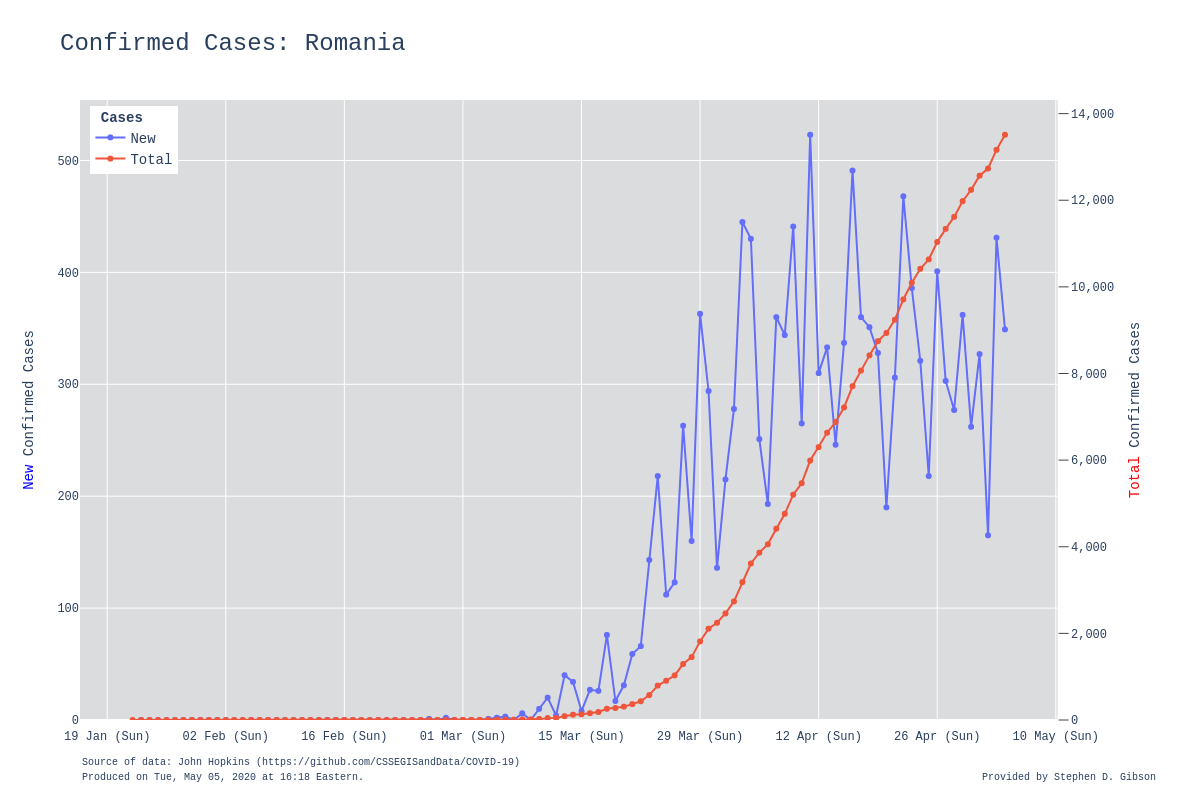 Confirmed Cases: Romania
Cases
New
Total
500
400
300
200
100
0
New Confirmed Cases
14,000
12,000
10,000
8,000
6,000
4,000
2,000
0
Total Confirmed Cases
19 Jan (Sun) 02 Feb (Sun) 16 Feb (Sun) 01 Mar (Sun) 15 Mar (Sun) 29 Mar (Sun) 12 Apr (Sun) 26 Apr (Sun) 10 May (Sun)
Source of data: John Hopkins (https://github.com/CSSEGISandData/COVID-19)
Produced on Tue, May 05, 2020 at 16:18 Eastern.
Provided by Stephen D. Gibson